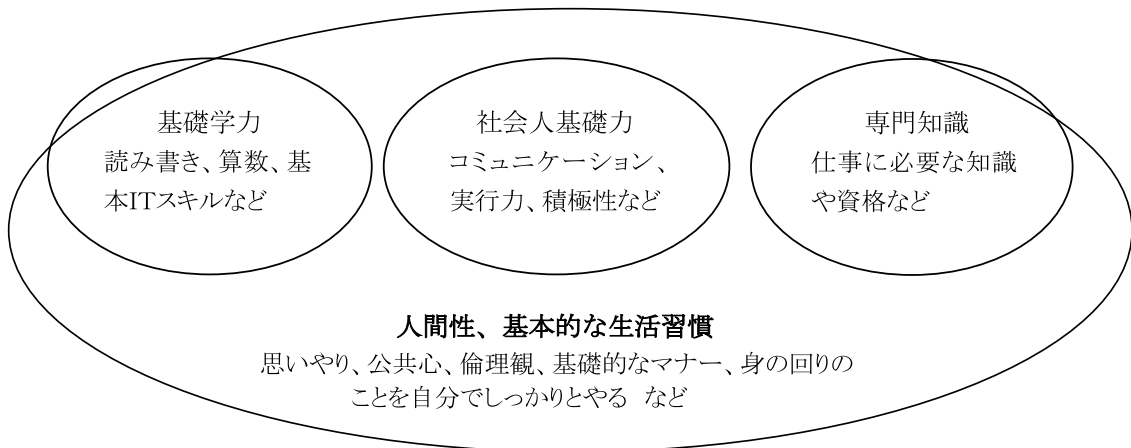 基礎学力
読み書き、算数、基
本ITスキルなど
社会人基礎力
コミュニケーション、
実行力、積極性など
専門知識
仕事に必要な知識
や資格など
人間性、基本的な生活習慣
思いやり、公共心、倫理観、基礎的なマナー、身の回りの
ことを自分でしっかりとやる　など